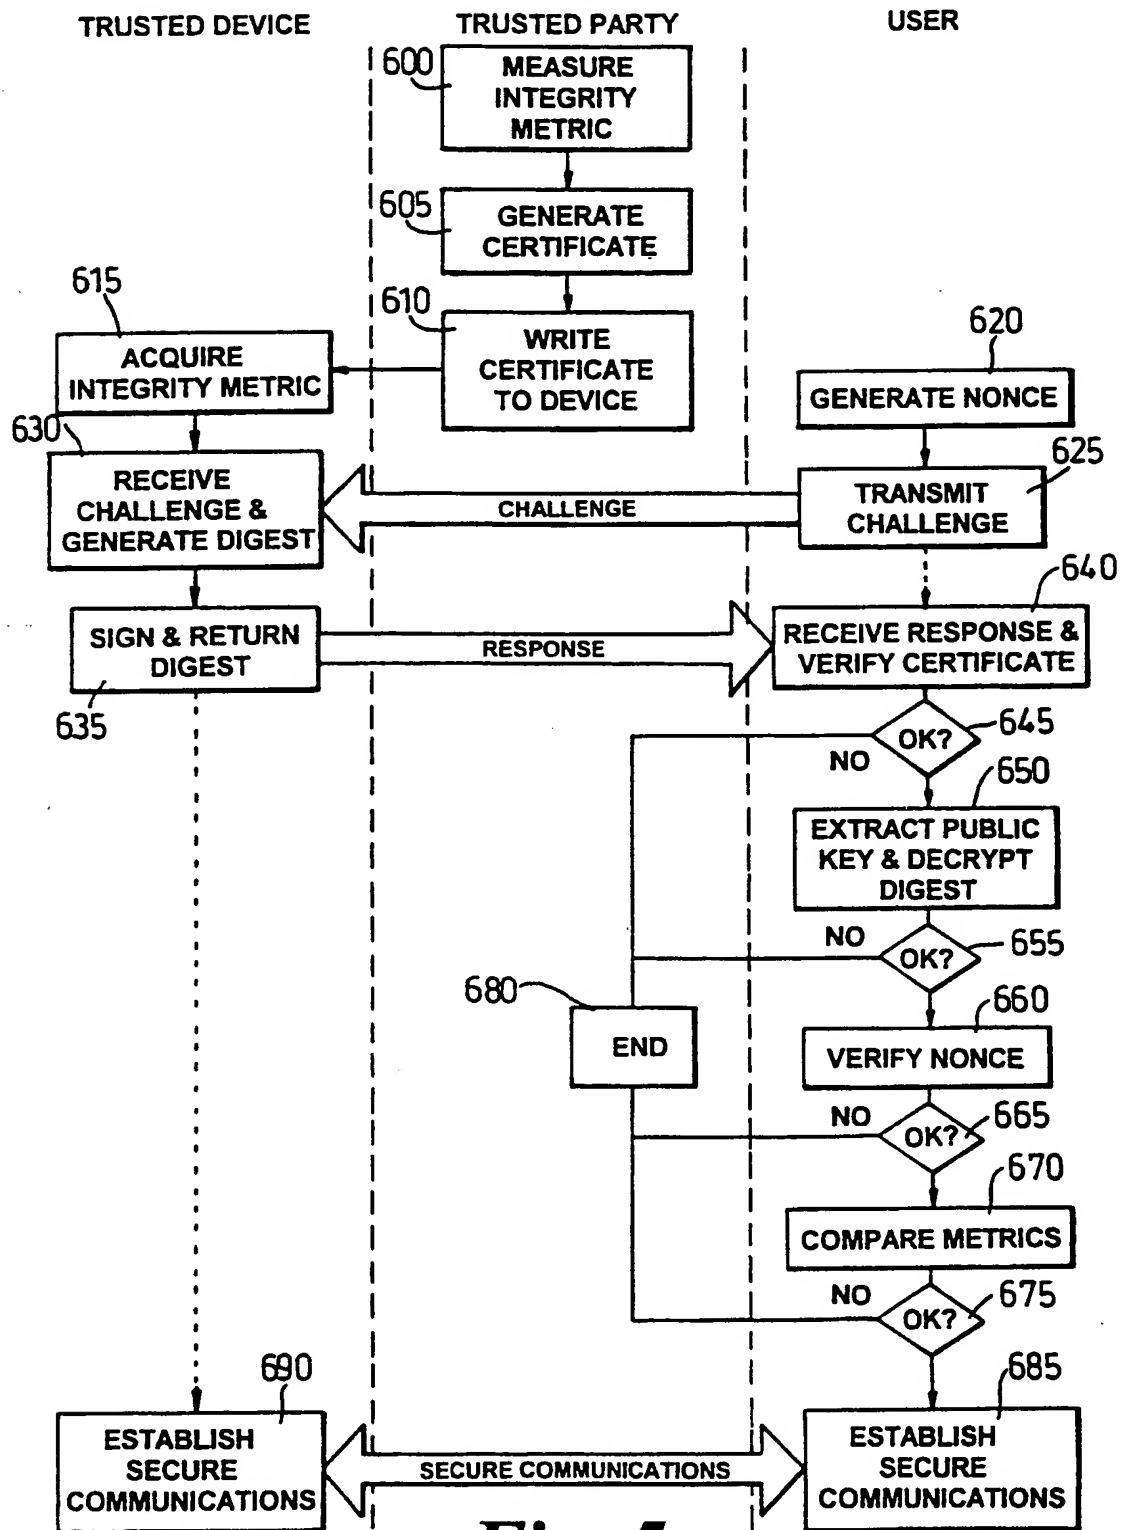 TRUSTED DEVICE
TRUSTED PARTY
USER
600
MEASURE
INTEGRITY
METRIC
605
GENERATE
CERTIFICATE
610
WRITE
CERTIFICATE
TO DEVICE
615
ACQUIRE
INTEGRITY METRIC
620
GENERATE NONCE
625
TRANSMIT
CHALLENGE
CHALLENGE
630
RECEIVE
CHALLENGE &
GENERATE DIGEST
635
SIGN & RETURN
DIGEST
RESPONSE
640
RECEIVE RESPONSE &
VERIFY CERTIFICATE
645
OK?
NO
650
EXTRACT PUBLIC
KEY & DECRYPT
DIGEST
655
OK?
NO
660
VERIFY NONCE
665
OK?
NO
670
COMPARE METRICS
675
OK?
NO
680
END
685
ESTABLISH
SECURE
COMMUNICATIONS
SECURE COMMUNICATIONS
690
ESTABLISH
SECURE
COMMUNICATIONS